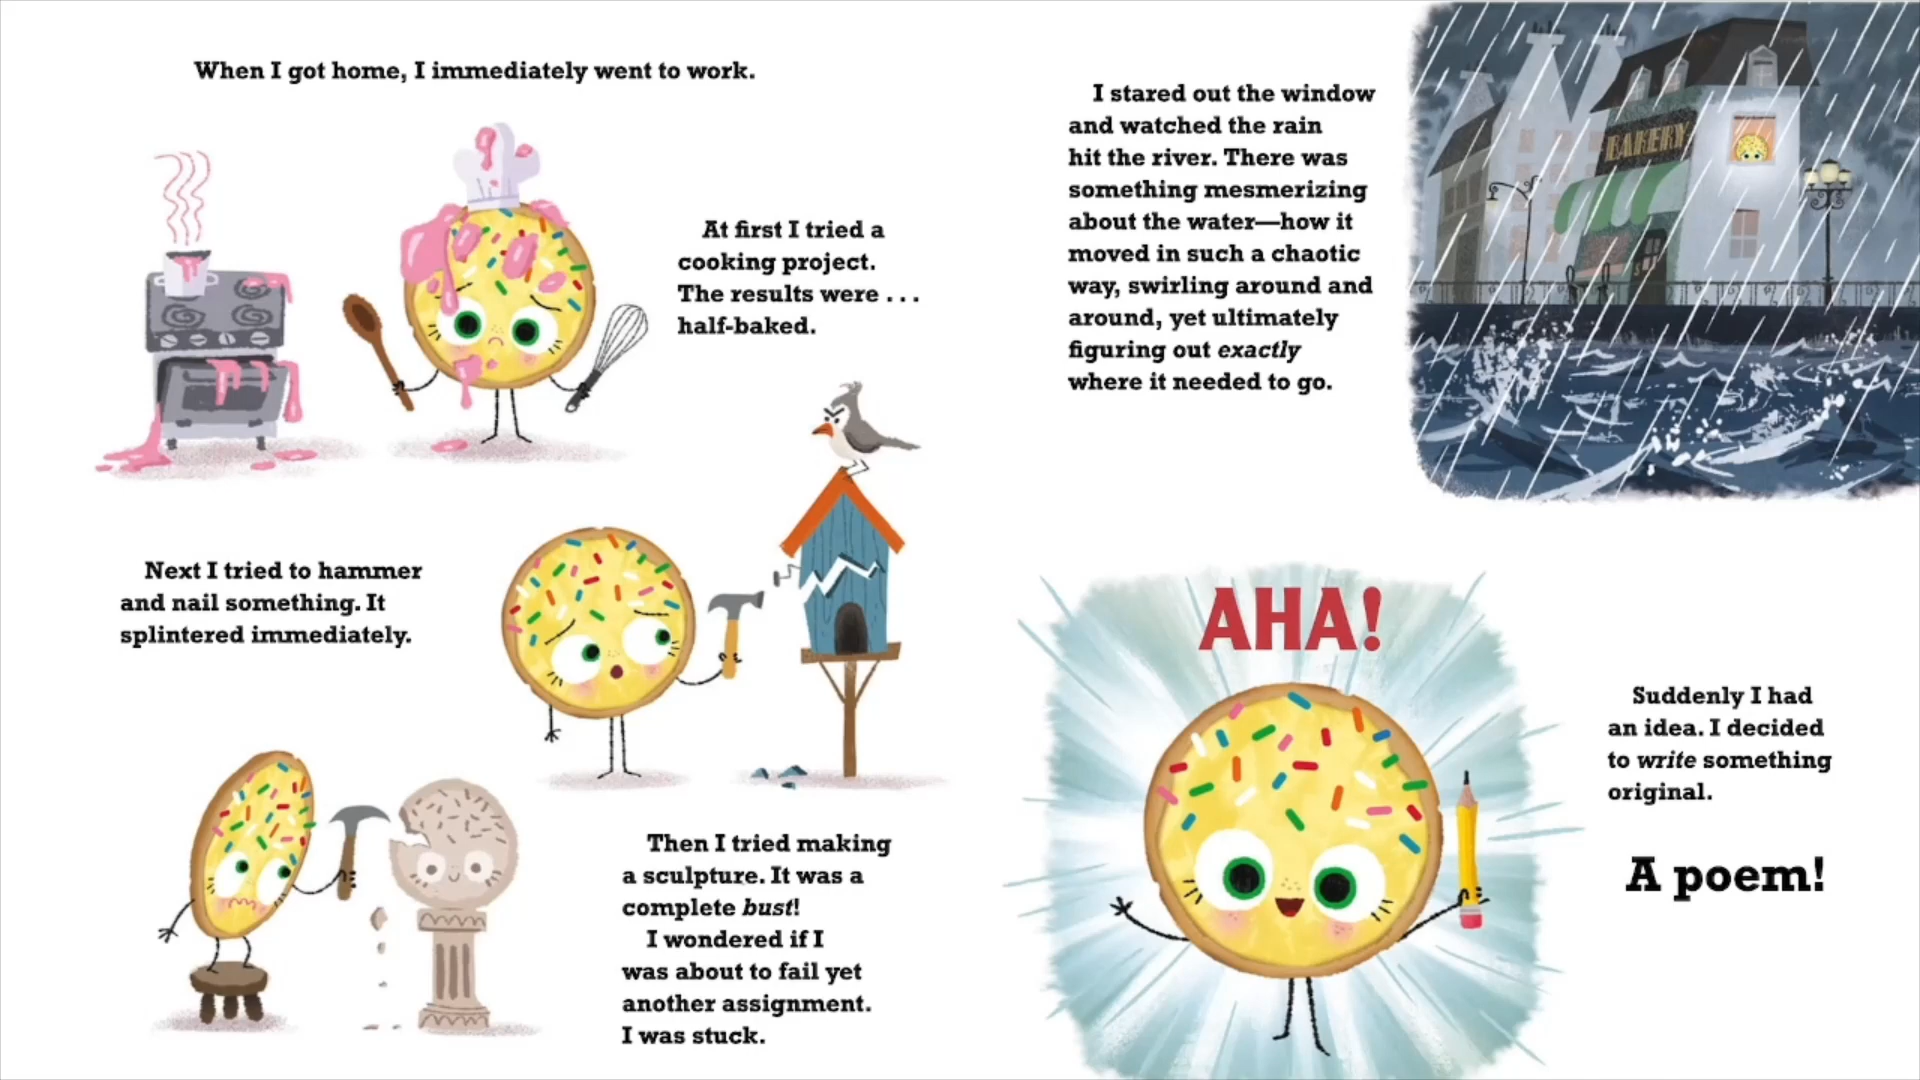 When I got home, I immediately went to work.
At first I tried a
cooking project.
The results were . . .
half-baked.
Next I tried to hammer
and nail something. It
splintered immediately.
Then I tried making
a sculpture. It was a
complete bust!
I wondered if I
was about to fail yet
another assignment.
I was stuck.
I stared out the window
and watched the rain
hit the river. There was
something mesmerizing
about the water—how it
moved in such a chaotic
way, swirling around and
around, yet ultimately
figuring out exactly
where it needed to go.
BAKERY
AHA!
Suddenly I had
an idea. I decided
to write something
original.
A poem!